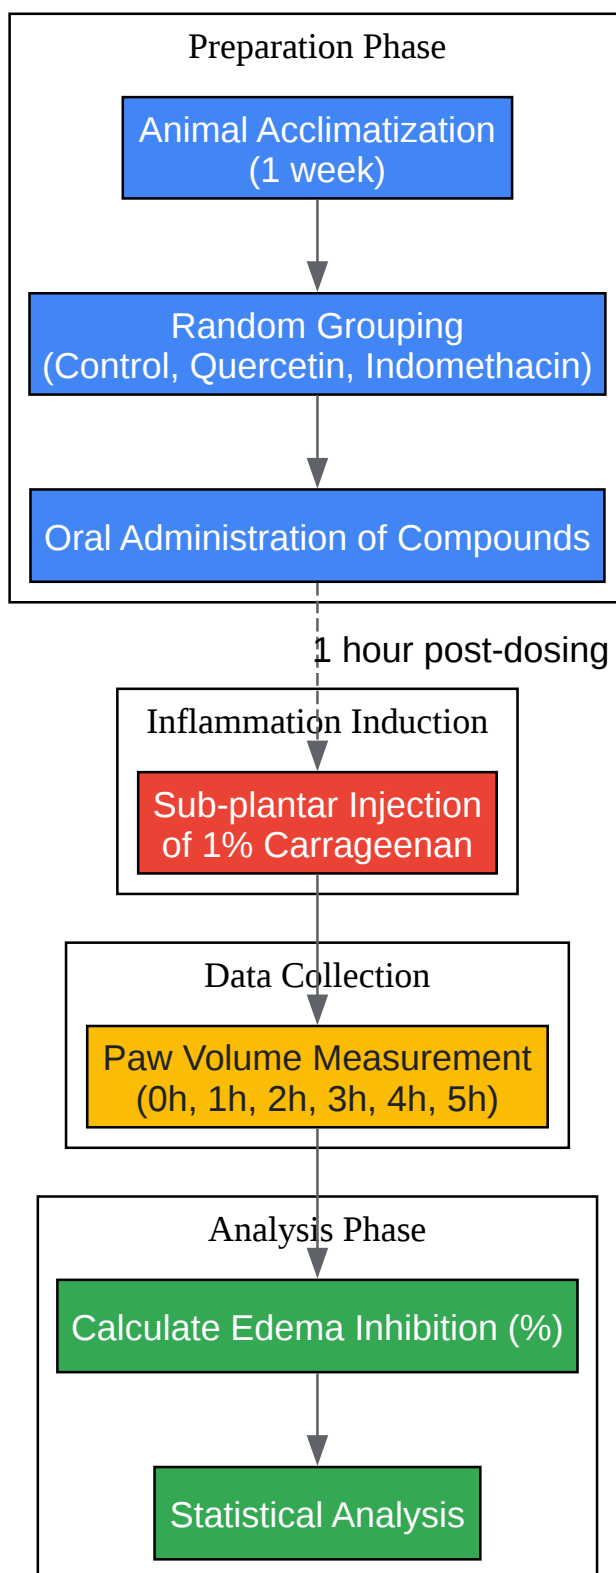 Preparation Phase
Animal Acclimatization
(1 week)
Random Grouping
(Control, Quercetin, Indomethacin)
Oral Administration of Compounds
1 hour post-dosing
Inflammation Induction
Sub-plantar Injection
of 1% Carrageenan
Data Collection
Paw Volume Measurement
(0h, 1h, 2h, 3h, 4h, 5h)
Analysis Phase
Calculate Edema Inhibition (%)
Statistical Analysis